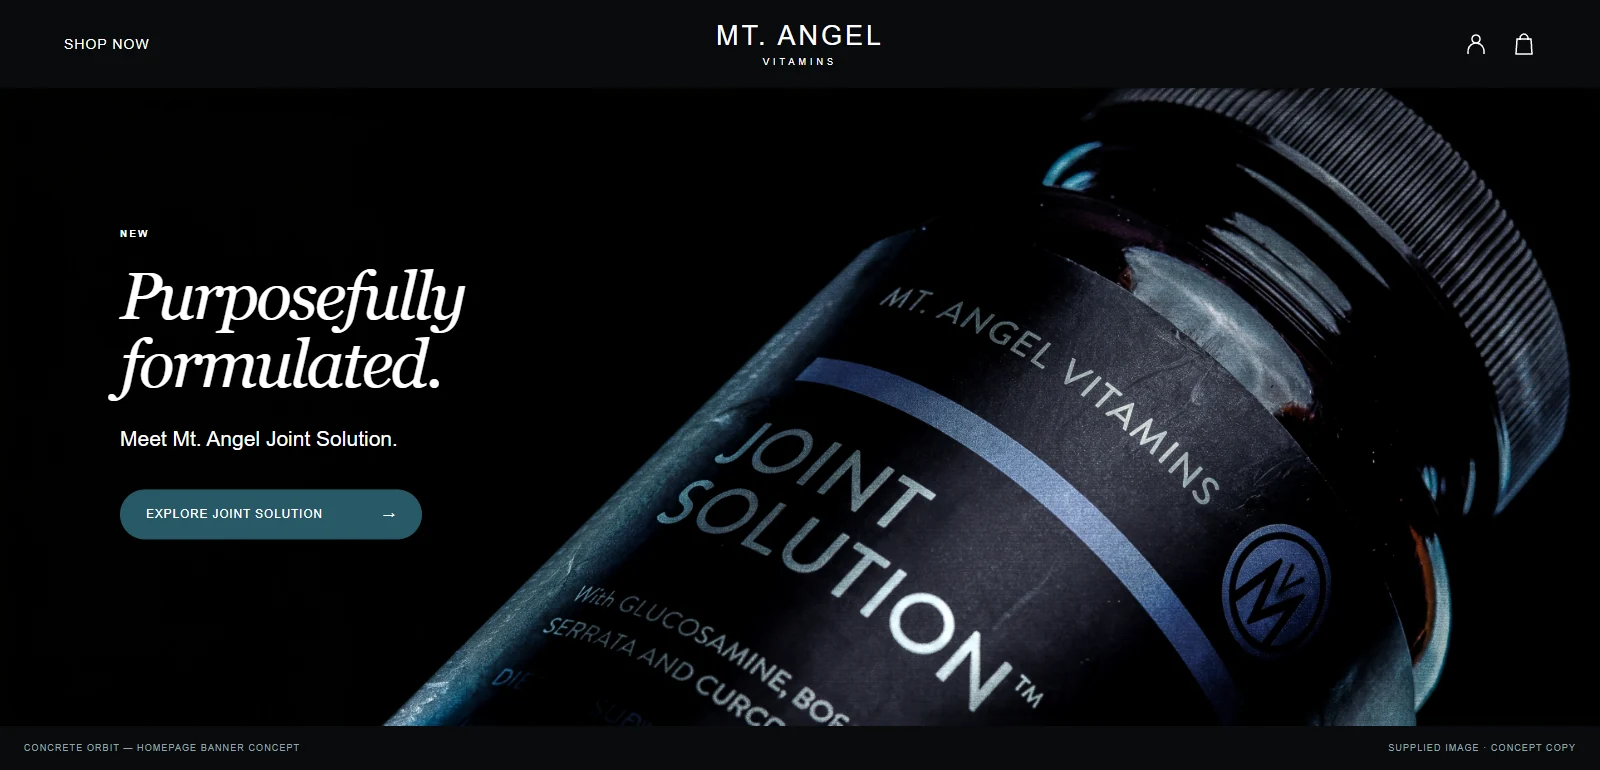 SHOP NOW
MT. ANGEL
VITAMINS
NEW
Purposefully
formulated.
Meet Mt. Angel Joint Solution.
EXPLORE JOINT SOLUTION →
MT. ANGEL VITAMINS
JOINT
SOLUTION™
With GLUCOSAMINE,
SERRATA AND
CONCRETE ORBIT — HOMEPAGE BANNER CONCEPT
SUPPLIED IMAGE · CONCEPT COPY